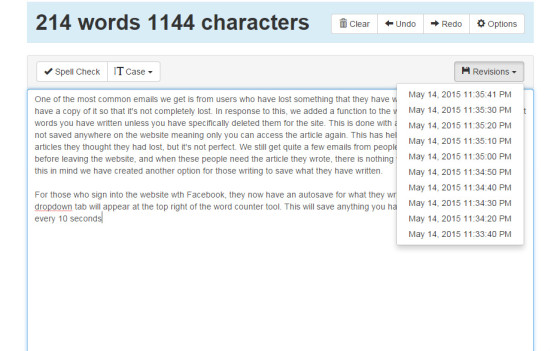 214 words 1144 characters
Clear Undo Redo Options
Spell Check Case Revisions
May 14, 2015 11:35:41 PM
May 14, 2015 11:35:30 PM
May 14, 2015 11:35:20 PM
May 14, 2015 11:35:10 PM
May 14, 2015 11:35:00 PM
May 14, 2015 11:34:50 PM
May 14, 2015 11:34:40 PM
May 14, 2015 11:34:30 PM
May 14, 2015 11:34:20 PM
May 14, 2015 11:33:40 PM
One of the most common emails we get is from users who have lost something that they have w
have a copy of it so that it's not completely lost. In response to this, we added a function to the w t
words you have written unless you have specifically deleted them for the site. This is done with a
not saved anywhere on the website meaning only you can access the article again. This has hel
articles they thought they had lost, but it's not perfect. We still get quite a few emails from people
before leaving the website, and when these people need the article they wrote, there is nothing
this in mind we have created another option for those writing to save what they have written.
For those who sign into the website wth Facebook, they now have an autosave for what they wr
dropdown tab will appear at the top right of the word counter tool. This will save anything you ha
every 10 seconds